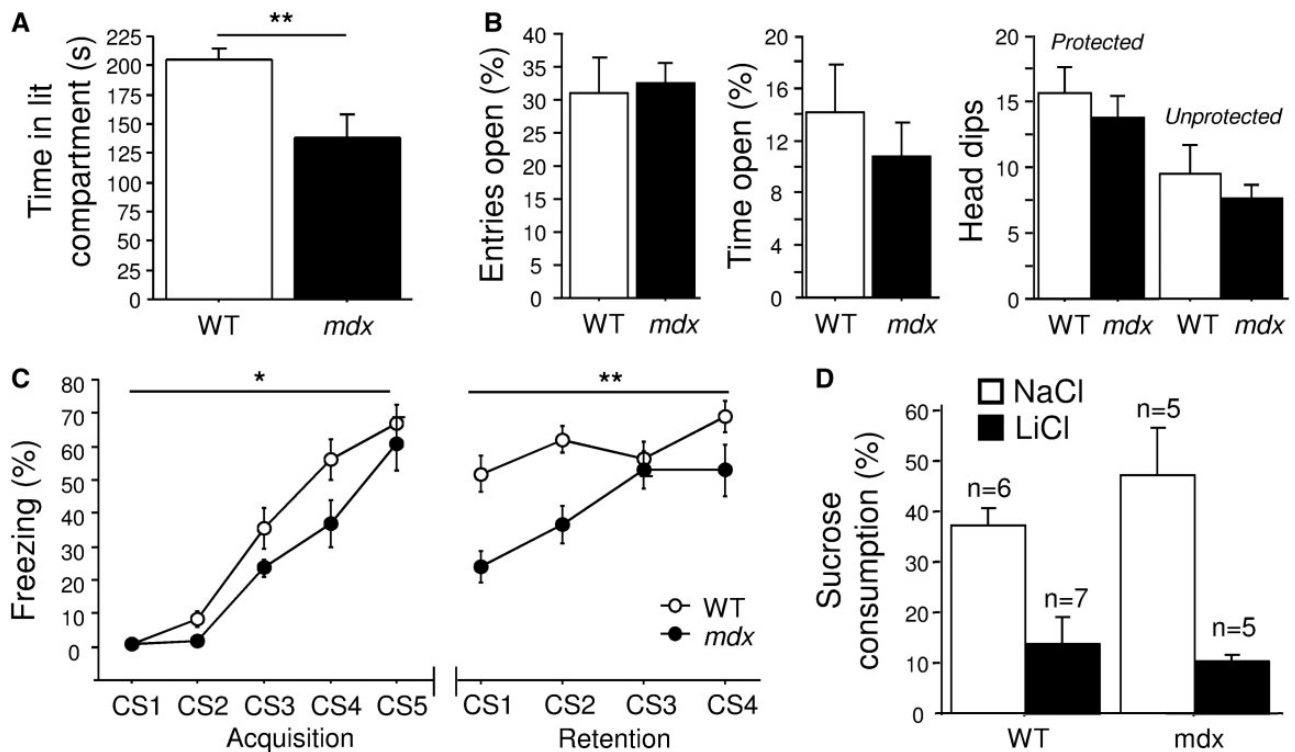 A
Time in lit
compartment (s)
225
200
175
150
125
100
75
50
25
0
**
WT
mdx
B
Entries open (%)
40
35
30
25
20
15
10
5
0
WT
mdx
Time open (%)
20
16
12
8
4
0
WT
mdx
Head dips
20
15
10
5
0
Protected
Unprotected
WT
mdx
WT
mdx
C
Freezing (%)
80
70
60
50
40
30
20
10
0
*
**
WT
mdx
CS1
CS2
CS3
CS4
CS5
Acquisition
CS1
CS2
CS3
CS4
Retention
D
NaCl
LiCl
Sucrose
consumption (%)
60
50
40
30
20
10
0
n=6
n=7
n=5
n=5
WT
mdx